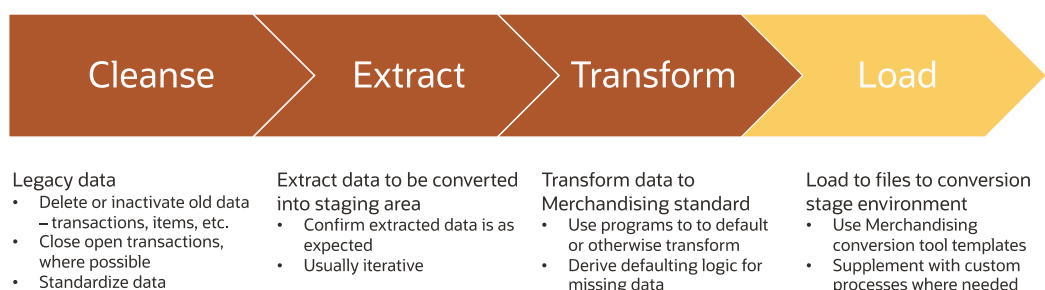 Cleanse
Extract
Transform
Load
Legacy data
• Delete or inactivate old data
– transactions, items, etc.
• Close open transactions,
where possible
• Standardize data
Extract data to be converted
into staging area
• Confirm extracted data is as
expected
• Usually iterative
Transform data to
Merchandising standard
• Use programs to to default
or otherwise transform
• Derive defaulting logic for
missing data
Load to files to conversion
stage environment
• Use Merchandising
conversion tool templates
• Supplement with custom
processes where needed